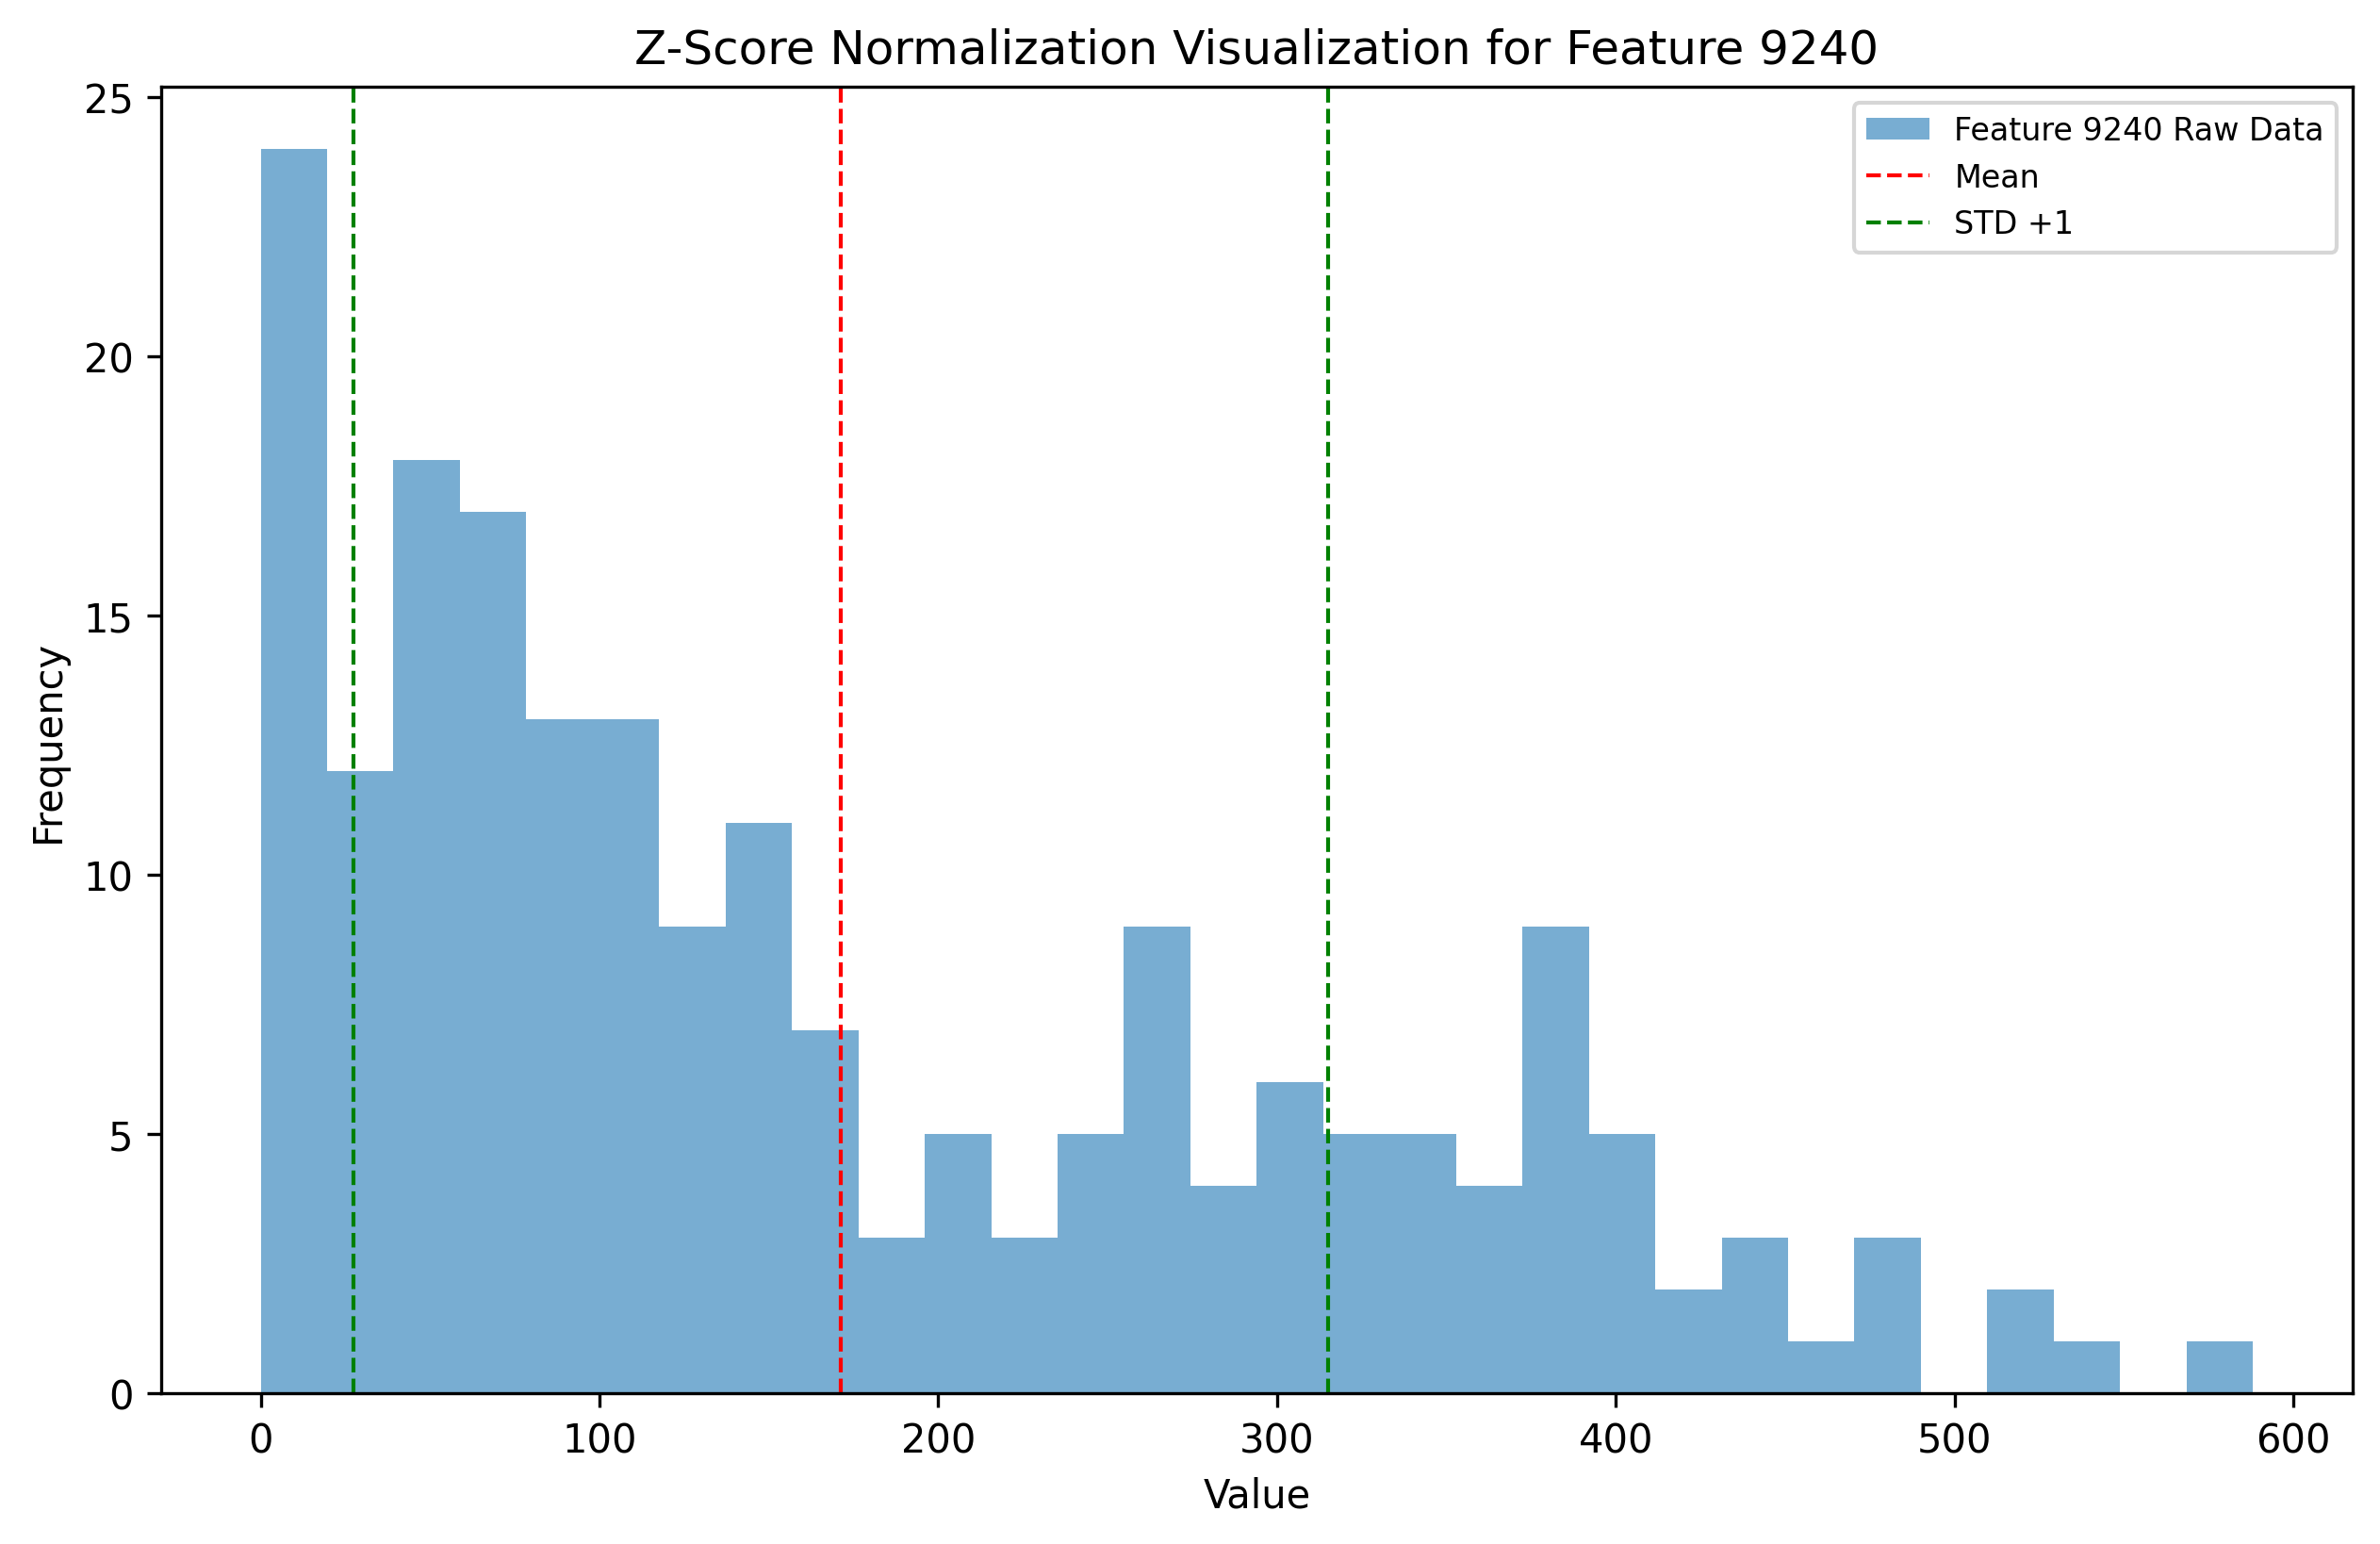 Z-Score Normalization Visualization for Feature 9240
Feature 9240 Raw Data
Mean
STD +1
25
20
15
10
5
0
Frequency
0 100 200 300 400 500 600
Value